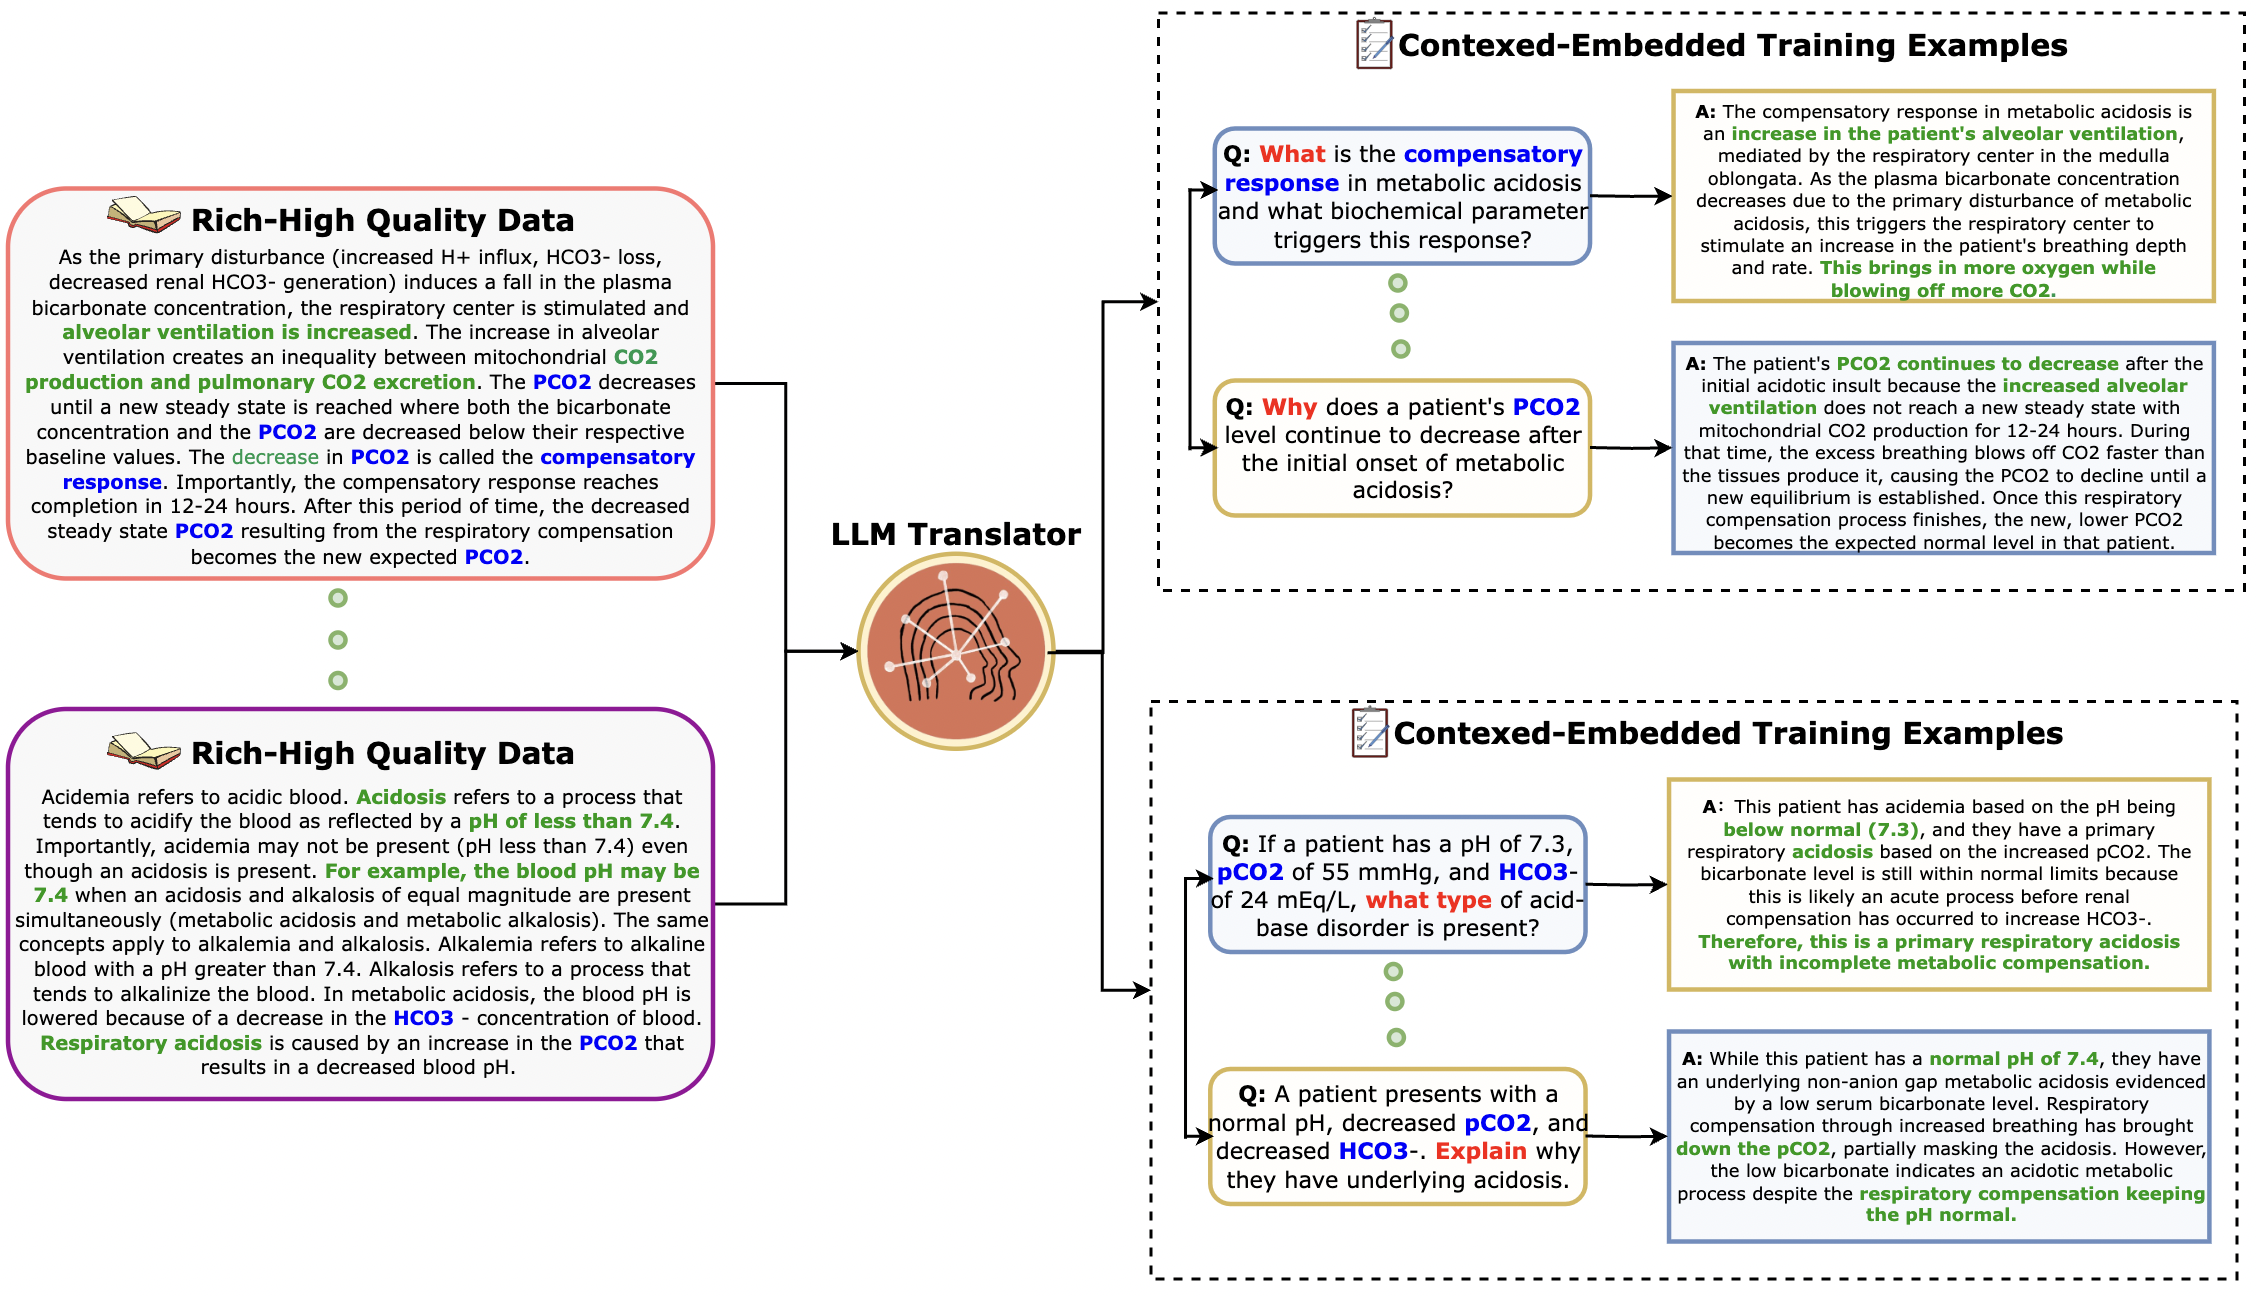 Rich-High Quality Data
As the primary disturbance (increased H+ influx, HCO3- loss,
decreased renal HCO3- generation) induces a fall in the plasma
bicarbonate concentration, the respiratory center is stimulated and
alveolar ventilation is increased. The increase in alveolar
ventilation creates an inequality between mitochondrial CO2
production and pulmonary CO2 excretion. The PCO2 decreases
until a new steady state is reached where both the bicarbonate
concentration and the PCO2 are decreased below their respective
baseline values. The decrease in PCO2 is called the compensatory
response. Importantly, the compensatory response reaches
completion in 12-24 hours. After this period of time, the decreased
steady state PCO2 resulting from the respiratory compensation
becomes the new expected PCO2.
Rich-High Quality Data
Acidemia refers to acidic blood. Acidosis refers to a process that
tends to acidify the blood as reflected by a pH of less than 7.4.
Importantly, acidemia may not be present (pH less than 7.4) even
though an acidosis is present. For example, the blood pH may be
7.4 when an acidosis and alkalosis of equal magnitude are present
simultaneously (metabolic acidosis and metabolic alkalosis). The same
concepts apply to alkalemia and alkalosis. Alkalemia refers to alkaline
blood with a pH greater than 7.4. Alkalosis refers to a process that
tends to alkalinize the blood. In metabolic acidosis, the blood pH is
lowered because of a decrease in the HCO3 - concentration of blood.
Respiratory acidosis is caused by an increase in the PCO2 that
results in a decreased blood pH.
LLM Translator
Contexed-Embedded Training Examples
Q: What is the compensatory
response in metabolic acidosis
and what biochemical parameter
triggers this response?
A: The compensatory response in metabolic acidosis is
an increase in the patient's alveolar ventilation,
mediated by the respiratory center in the medulla
oblongata. As the plasma bicarbonate concentration
decreases due to the primary disturbance of metabolic
acidosis, this triggers the respiratory center to
stimulate an increase in the patient's breathing depth
and rate. This brings in more oxygen while
blowing off more CO2.
Q: Why does a patient's PCO2
level continue to decrease after
the initial onset of metabolic
acidosis?
A: The patient's PCO2 continues to decrease after the
initial acidotic insult because the increased alveolar
ventilation does not reach a new steady state with
mitochondrial CO2 production for 12-24 hours. During
that time, the excess breathing blows off CO2 faster than
the tissues produce it, causing the PCO2 to decline until a
new equilibrium is established. Once this respiratory
compensation process finishes, the new, lower PCO2
becomes the expected normal level in that patient.
Contexed-Embedded Training Examples
Q: If a patient has a pH of 7.3,
pCO2 of 55 mmHg, and HCO3-
of 24 mEq/L, what type of acid-
base disorder is present?
A: This patient has acidemia based on the pH being
below normal (7.3), and they have a primary
respiratory acidosis based on the increased pCO2. The
bicarbonate level is still within normal limits because
this is likely an acute process before renal
compensation has occurred to increase HCO3-.
Therefore, this is a primary respiratory acidosis
with incomplete metabolic compensation.
Q: A patient presents with a
normal pH, decreased pCO2, and
decreased HCO3-. Explain why
they have underlying acidosis.
A: While this patient has a normal pH of 7.4, they have
an underlying non-anion gap metabolic acidosis evidenced
by a low serum bicarbonate level. Respiratory
compensation through increased breathing has brought
down the pCO2, partially masking the acidosis. However,
the low bicarbonate indicates an acidotic metabolic
process despite the respiratory compensation keeping
the pH normal.